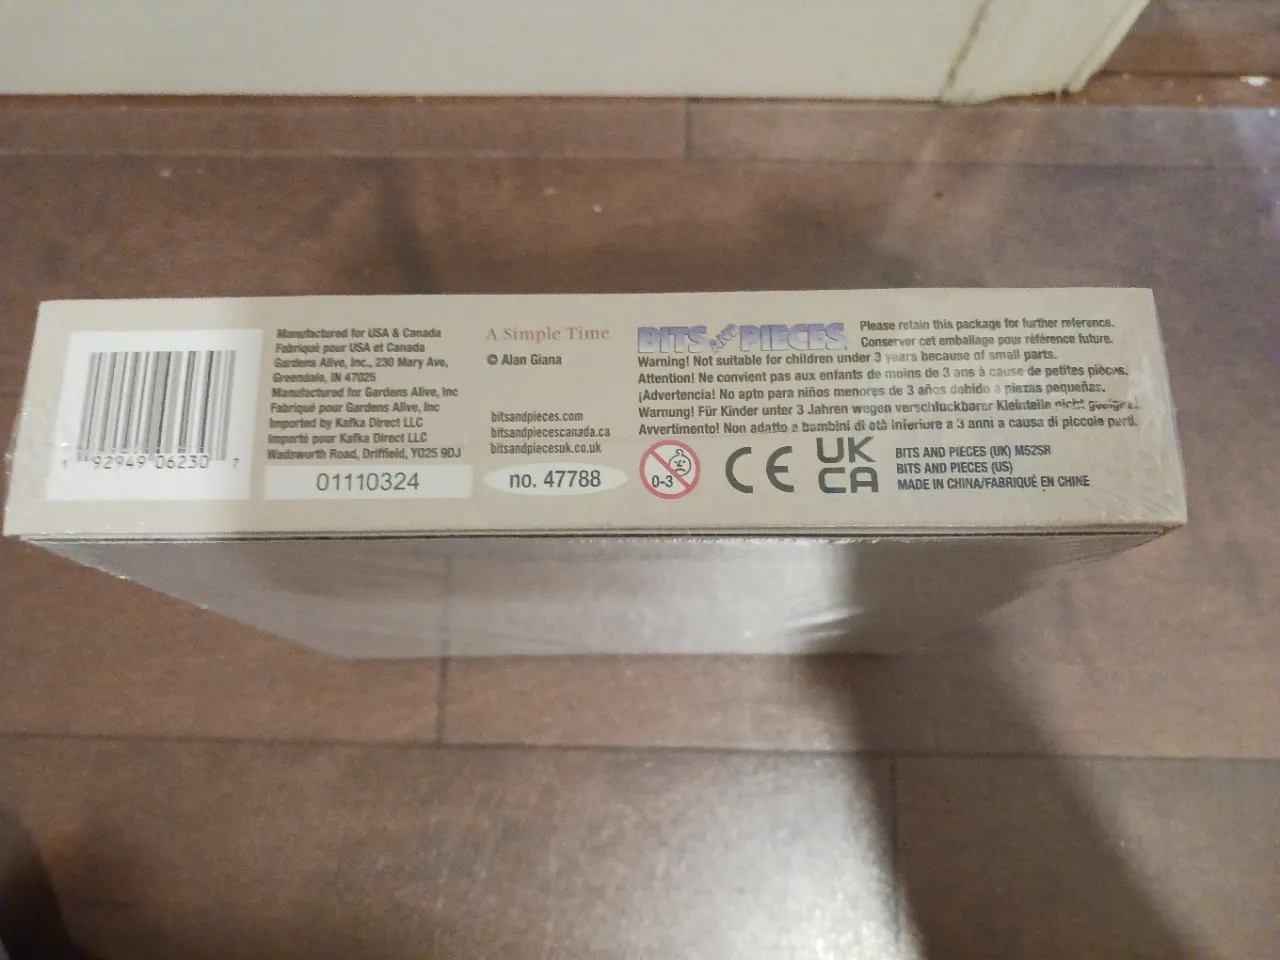 1 92949 06230 7
Manufactured for USA & Canada
Fabriqué pour USA et Canada
Gardens Alive, Inc., 230 Mary Ave,
Greendale, IN 47025
Manufactured for Gardens Alive, Inc
Fabriqué pour Gardens Alive, Inc
Imported by Kafka Direct LLC
Importé pour Kafka Direct LLC
Wadsworth Road, Driffield, YO25 9DJ
01110324
A Simple Time
© Alan Giana
bitsandpieces.com
bitsandpiecescanada.ca
bitsandpiecesuk.co.uk
no. 47788
BITS AND PIECES
Please retain this package for further reference.
Conserver cet emballage pour référence future.
Warning! Not suitable for children under 3 years because of small parts.
Attention! Ne convient pas aux enfants de moins de 3 ans à cause de petites pièces.
¡Advertencia! No apto para niños menores de 3 años debido a piezas pequeñas.
Warnung! Für Kinder unter 3 Jahren wegen verschluckbarer Kleinteile nicht geeignet.
Avvertimento! Non adatto a bambini di età inferiore a 3 anni a causa di piccole parti.
0-3
CE
UK
CA
BITS AND PIECES (UK) M52SR
BITS AND PIECES (US)
MADE IN CHINA/FABRIQUÉ EN CHINE